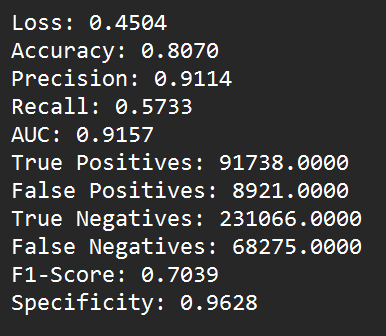 Loss: 0.4504
Accuracy: 0.8070
Precision: 0.9114
Recall: 0.5733
AUC: 0.9157
True Positives: 91738.0000
False Positives: 8921.0000
True Negatives: 231066.0000
False Negatives: 68275.0000
F1-Score: 0.7039
Specificity: 0.9628